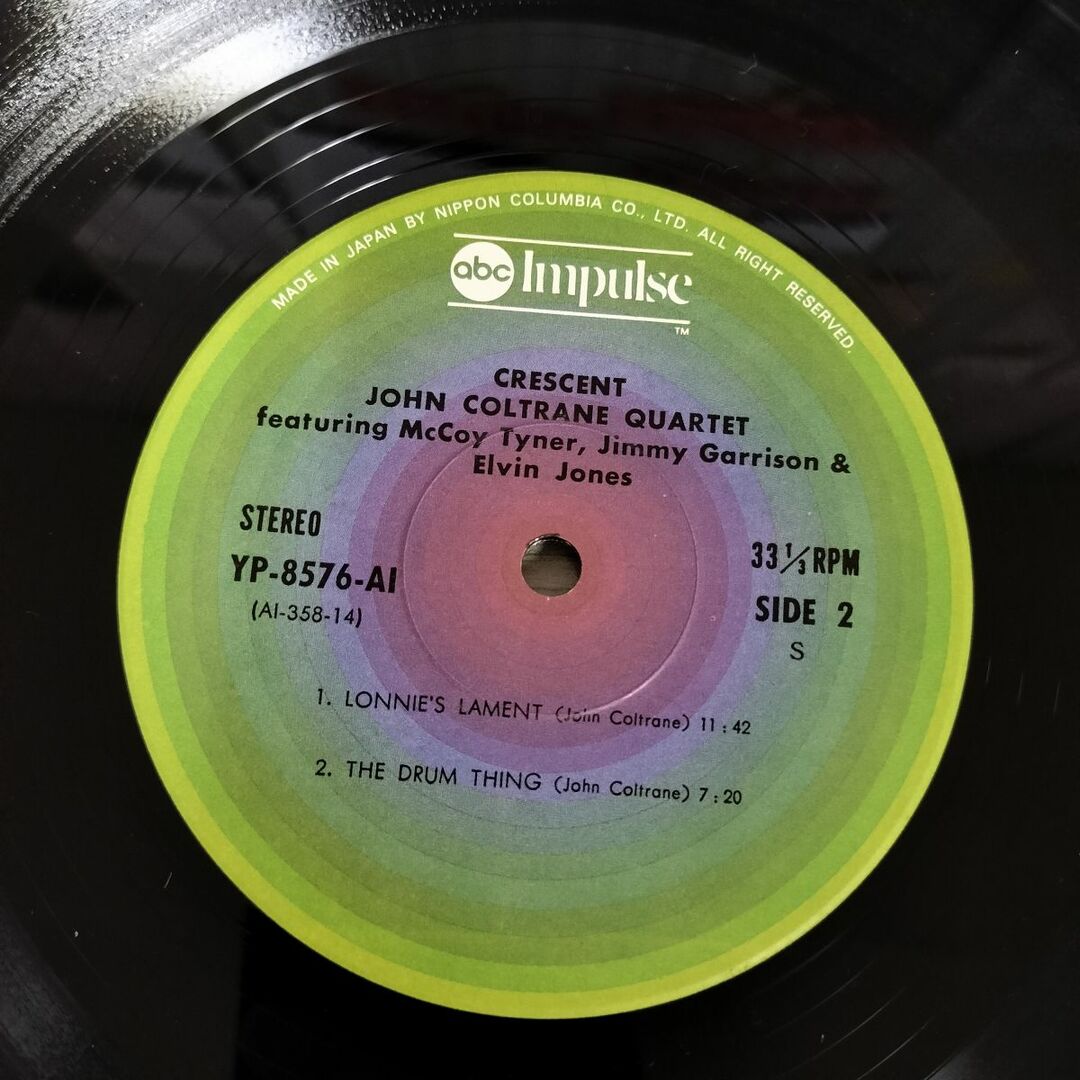 MADE IN JAPAN BY NIPPON COLUMBIA CO., LTD. ALL RIGHT RESERVED.
abc Impulse
TM
CRESCENT
JOHN COLTRANE QUARTET
featuring McCoy Tyner, Jimmy Garrison &
Elvin Jones
STEREO
33 1/3 RPM
YP-8576-AI
SIDE 2
(AI-358-14)
S
1. LONNIE'S LAMENT (John Coltrane) 11:42
2. THE DRUM THING (John Coltrane) 7:20